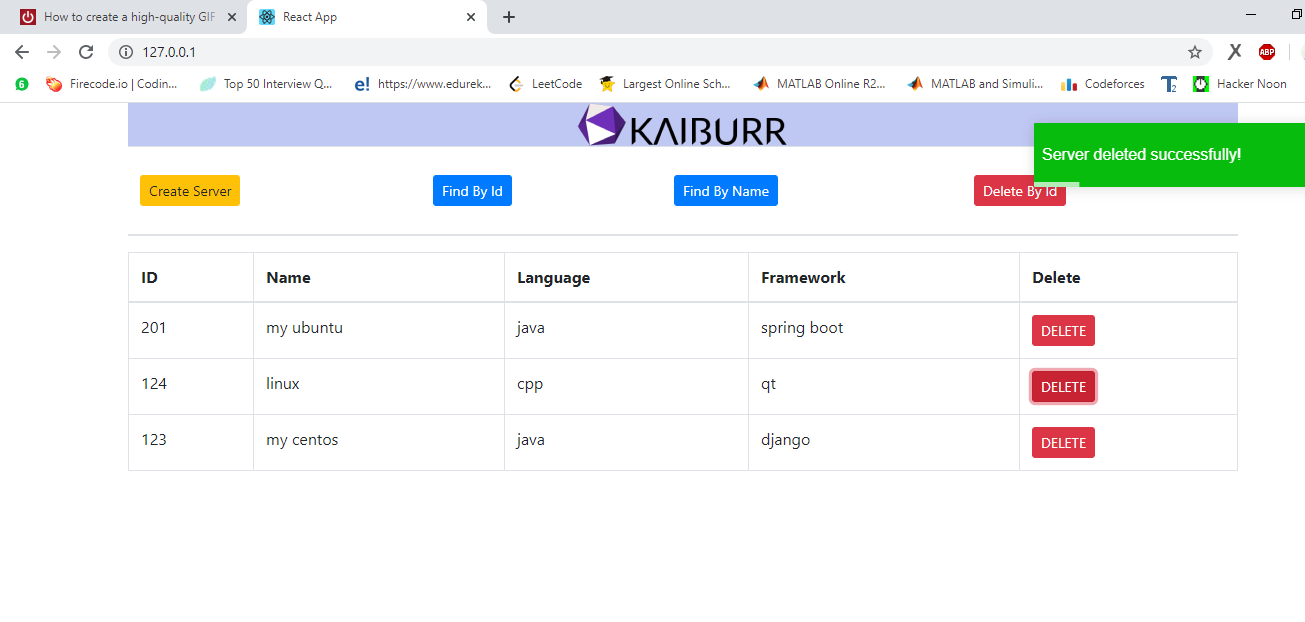 How to create a high-quality GIF
React App
127.0.0.1
ABP
6
Firecode.io | Codin...
Top 50 Interview Q...
e!
https://www.edurek...
LeetCode
Largest Online Sch...
MATLAB Online R2...
MATLAB and Simuli...
Codeforces
T2
Hacker Noon
KAIBURR
Server deleted successfully!
Create Server
Find By Id
Find By Name
Delete By Id
ID Name Language Framework Delete
201 my ubuntu java spring boot DELETE
124 linux cpp qt DELETE
123 my centos java django DELETE